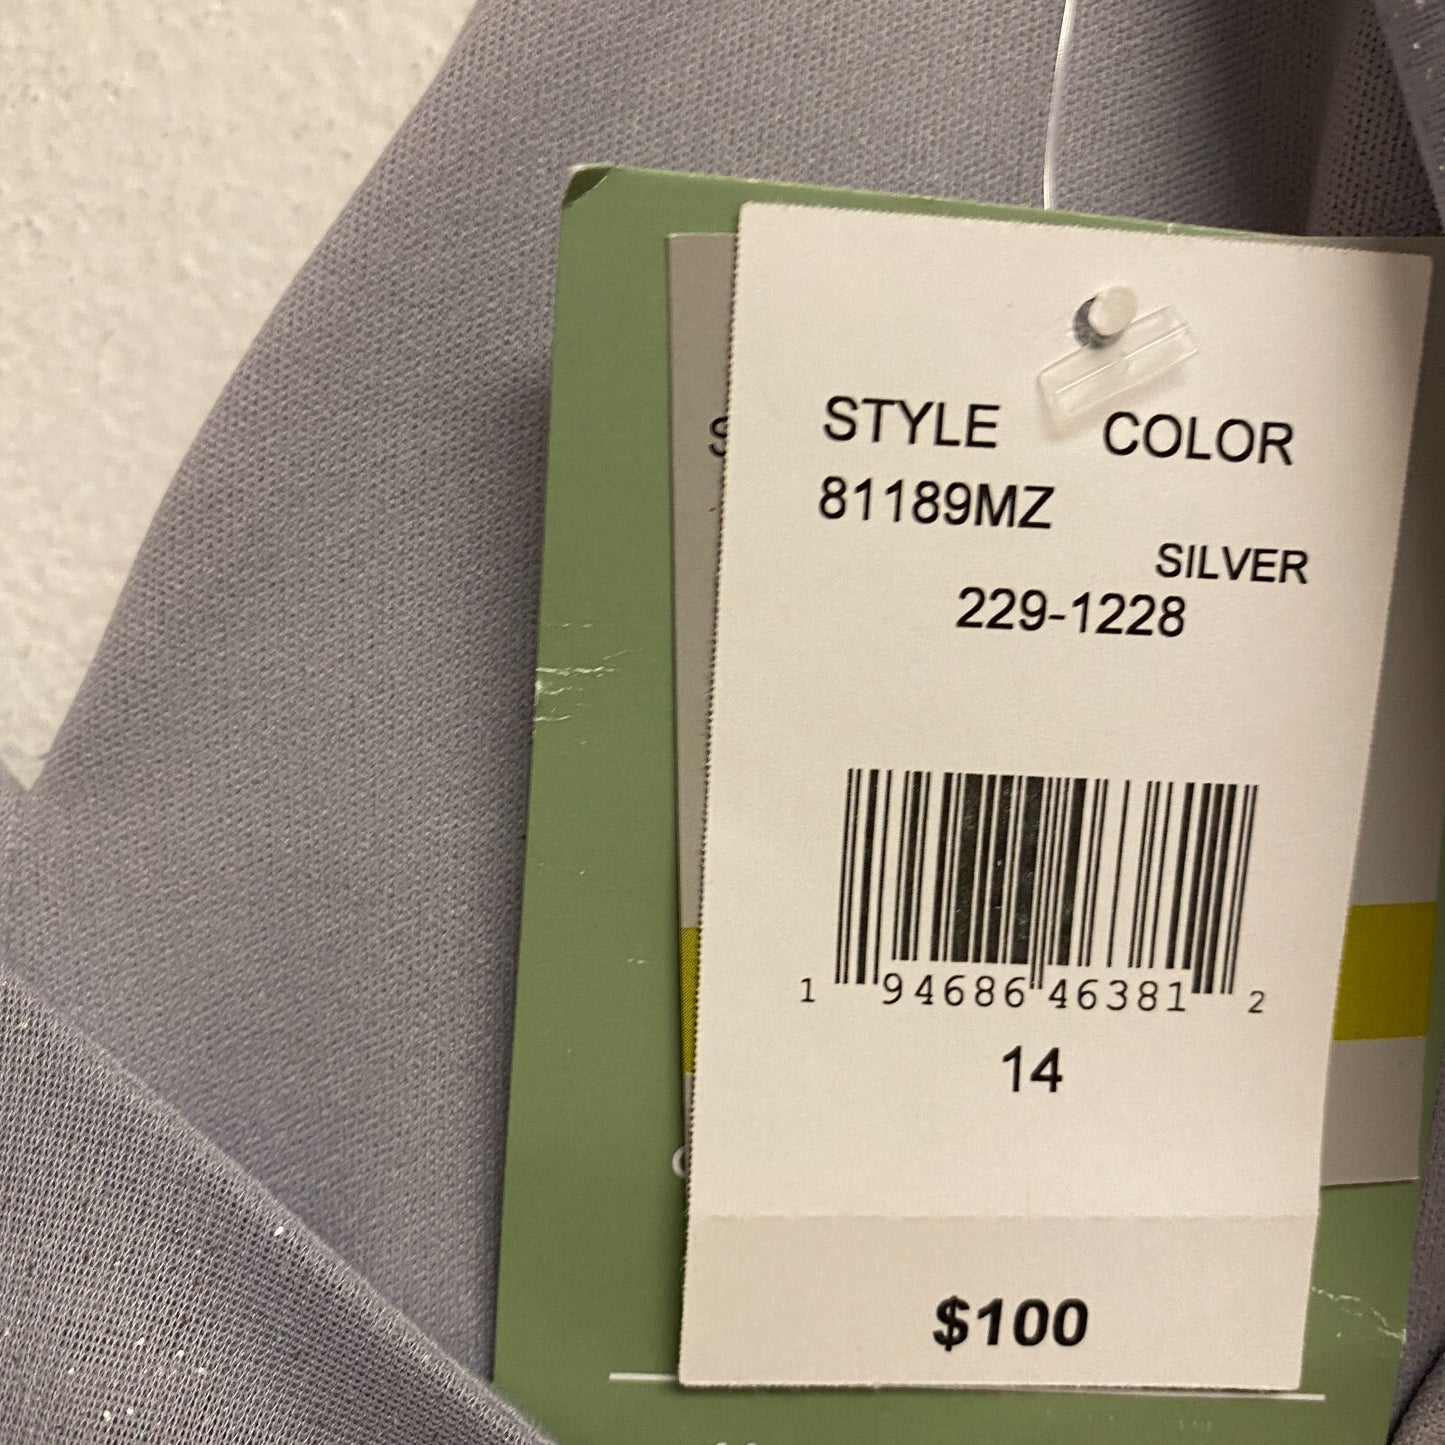 STYLE COLOR
81189MZ
SILVER
229-1228
1 94686 46381 2
14
$100